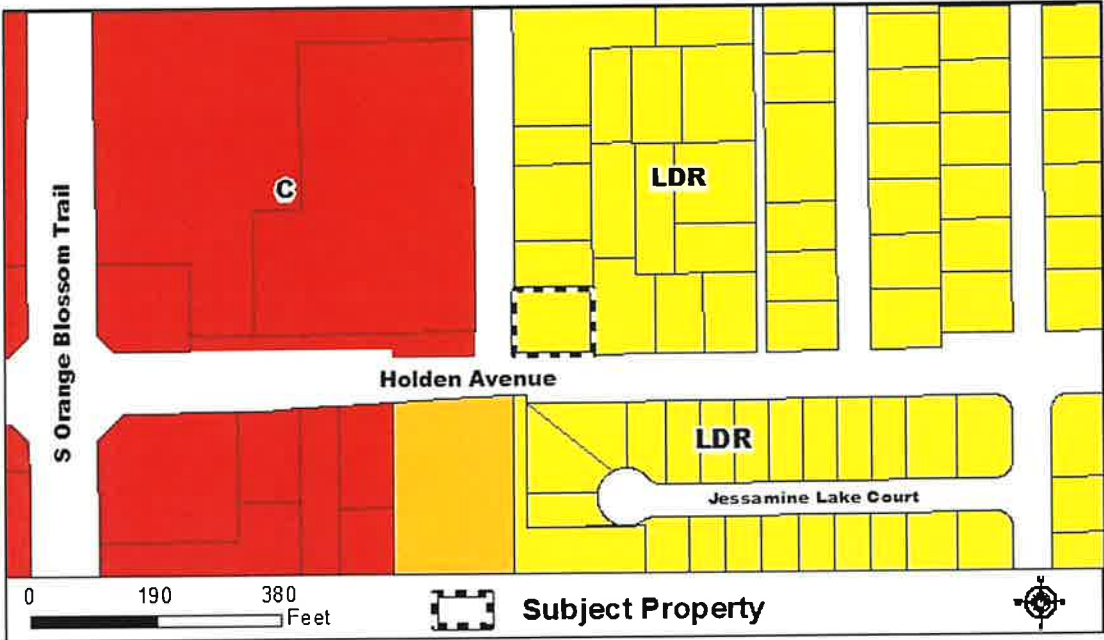 C
LDR
S Orange Blossom Trail
Holden Avenue
LDR
Jessamine Lake Court
0 190 380
Feet
Subject Property
N